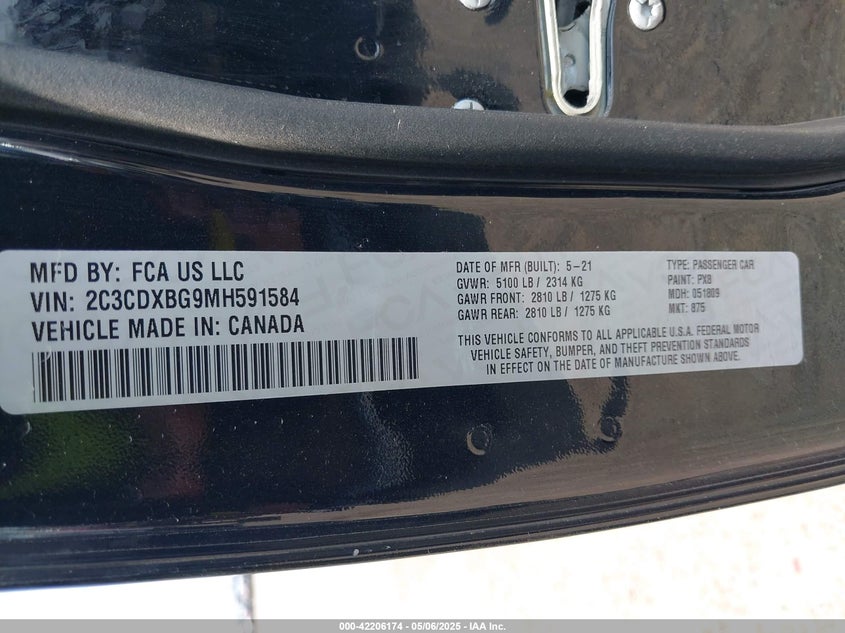 MFD BY: FCA US LLC
VIN: 2C3CDXBG9MH591584
VEHICLE MADE IN: CANADA
DATE OF MFR (BUILT): 5-21
GVWR: 5100 LB / 2314 KG
GAWR FRONT: 2810 LB / 1275 KG
GAWR REAR: 2810 LB / 1275 KG
TYPE: PASSENGER CAR
PAINT: PX8
MDH: 051809
MKT: 875
THIS VEHICLE CONFORMS TO ALL APPLICABLE U.S.A. FEDERAL MOTOR
VEHICLE SAFETY, BUMPER, AND THEFT PREVENTION STANDARDS
IN EFFECT ON THE DATE OF MANUFACTURE SHOWN ABOVE.
000-42206174 | 05/06/2025 - IAA Inc.